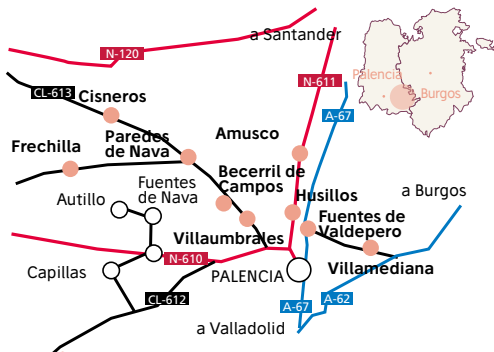 a Santander
N-120
N-611
Palencia
Burgos
CL-613
Cisneros
A-67
Paredes
de Nava
Amusco
Frechilla
Becerril de
Campos
Fuentes
de Nava
Autillo
Husillos
a Burgos
Fuentes de
Valdepero
Villaumbrales
N-610
Capillas
PALENCIA
Villamediana
CL-612
A-67
A-62
a Valladolid